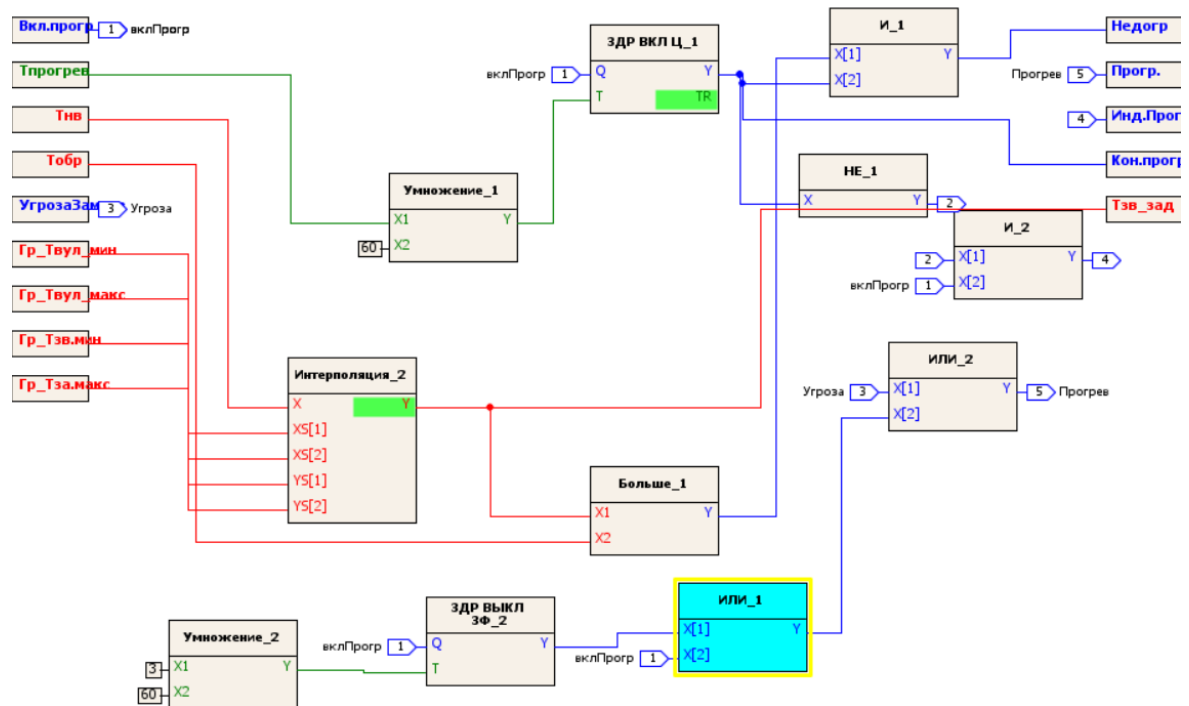 Вкл.прогр
1
вклПрогр
Тпрогрев
Тнв
Тобр
УгрозаЗам
3
Угроза
Гр_Твул_мин
Гр_Твул_макс
Гр_Тзв.мин
Гр_Тза.макс
ЗДР ВКЛ Ц_1
вклПрогр
1
Q
Y
T
TR
И_1
X[1]
Y
X[2]
Недогр
Прогрев
5
Прогр.
4
Инд.Прог
Кон.прогр
Тзв_зад
НЕ_1
X
Y
2
Умножение_1
X1
Y
60
X2
И_2
2
X[1]
Y
4
вклПрогр
1
X[2]
Интерполяция_2
X
Y
XS[1]
XS[2]
YS[1]
YS[2]
ИЛИ_2
Угроза
3
X[1]
Y
5
Прогрев
X[2]
Больше_1
X1
Y
X2
Умножение_2
3
X1
Y
60
X2
ЗДР ВЫКЛ
ЗФ_2
вклПрогр
1
Q
Y
T
ИЛИ_1
X[1]
Y
вклПрогр
1
X[2]